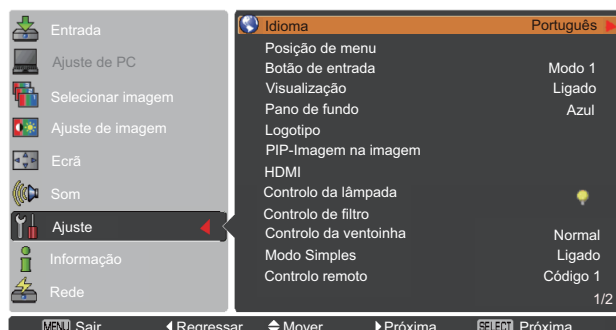 Entrada
Ajuste de PC
Selecionar imagem
Ajuste de imagem
Ecrã
Som
Ajuste
Informação
Rede
Idioma Português
Posição de menu
Botão de entrada Modo 1
Visualização Ligado
Pano de fundo Azul
Logotipo
PIP-Imagem na imagem
HDMI
Controlo da lâmpada
Controlo de filtro
Controlo da ventoinha Normal
Modo Simples Ligado
Controlo remoto Código 1
1/2
MENU Sair Regressar Mover Próxima SELECT Próxima